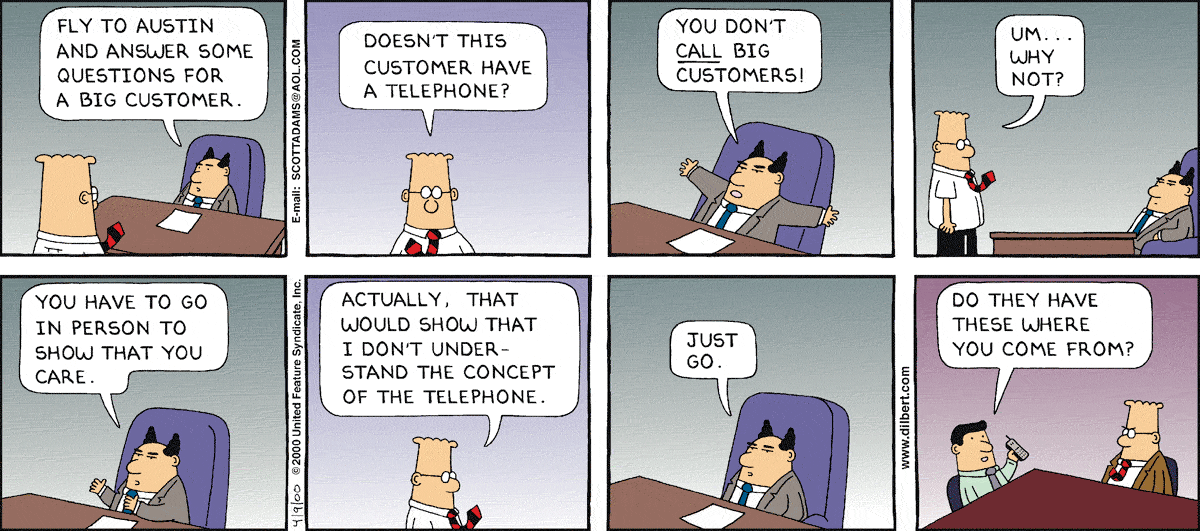 FLY TO AUSTIN
AND ANSWER SOME
QUESTIONS FOR
A BIG CUSTOMER.
E-mail: SCOTTADAMS@AOL.COM
DOESN'T THIS
CUSTOMER HAVE
A TELEPHONE?
YOU DON'T
CALL BIG
CUSTOMERS!
UM...
WHY
NOT?
YOU HAVE TO GO
IN PERSON TO
SHOW THAT YOU
CARE.
4/9/00 © 2000 United Feature Syndicate, Inc.
ACTUALLY, THAT
WOULD SHOW THAT
I DON'T UNDER-
STAND THE CONCEPT
OF THE TELEPHONE.
JUST
GO.
www.dilbert.com
DO THEY HAVE
THESE WHERE
YOU COME FROM?